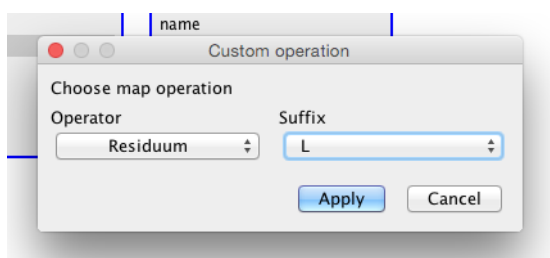 name
Custom operation
Choose map operation
Operator Suffix
Residuum L
Apply Cancel